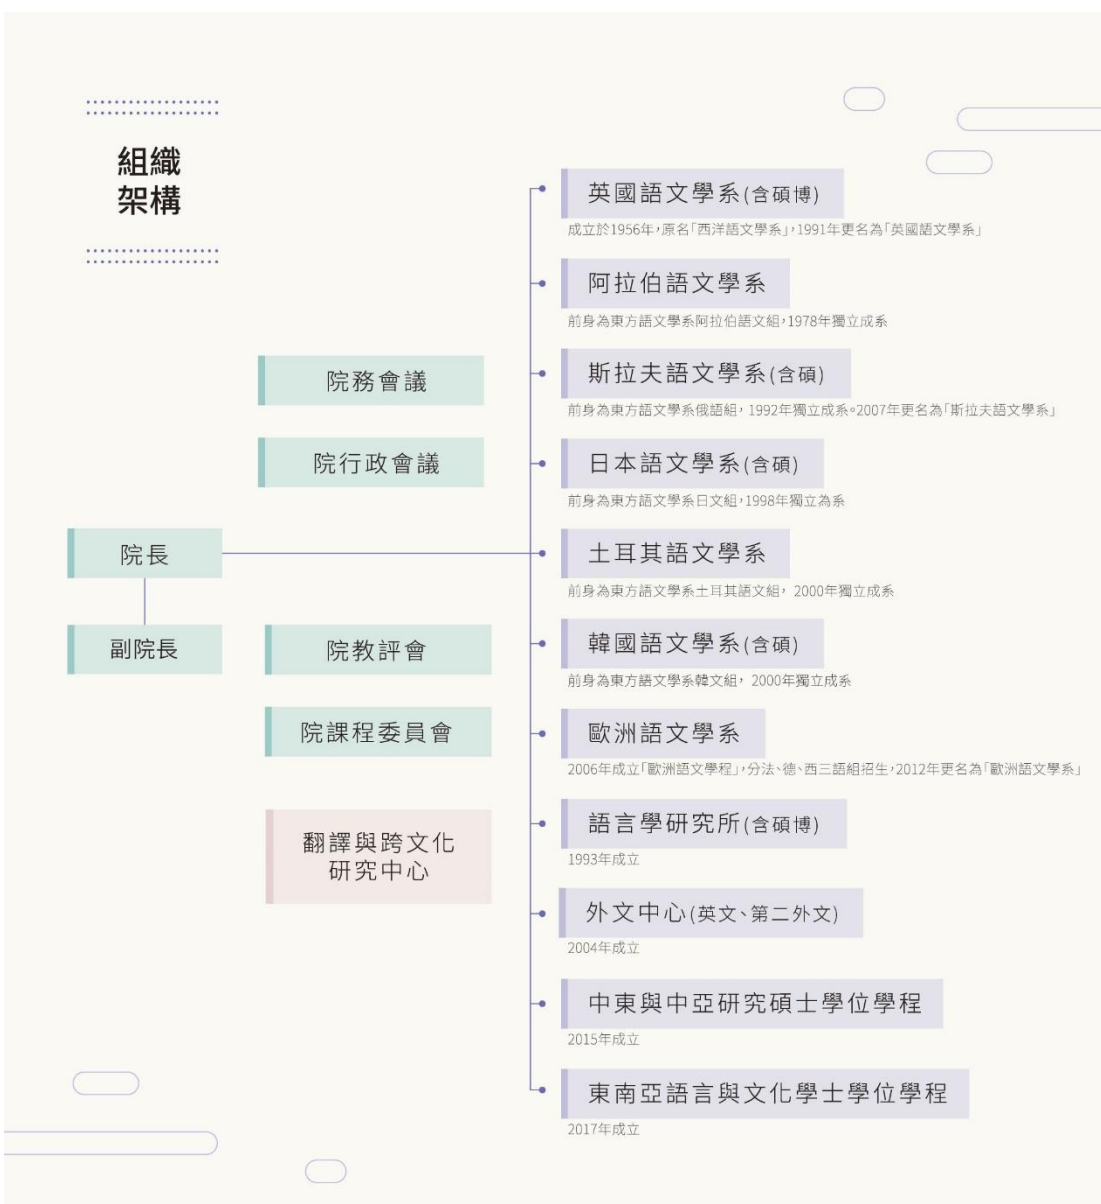 組織
架構
院長
副院長
院務會議
院行政會議
院教評會
院課程委員會
翻譯與跨文化
研究中心
英國語文學系(含碩博)
成立於1956年,原名「西洋語文學系」,1991年更名為「英國語文學系」
阿拉伯語文學系
前身為東方語文學系阿拉伯語文組,1978年獨立成系
斯拉夫語文學系(含碩)
前身為東方語文學系俄語組, 1992年獨立成系。2007年更名為「斯拉夫語文學系」
日本語文學系(含碩)
前身為東方語文學系日文組,1998年獨立為系
土耳其語文學系
前身為東方語文學系土耳其語文組, 2000年獨立成系
韓國語文學系(含碩)
前身為東方語文學系韓文組, 2000年獨立成系
歐洲語文學系
2006年成立「歐洲語文學程」,分法、德、西三語組招生,2012年更名為「歐洲語文學系」
語言學研究所(含碩博)
1993年成立
外文中心(英文、第二外文)
2004年成立
中東與中亞研究碩士學位學程
2015年成立
東南亞語言與文化學士學位學程
2017年成立